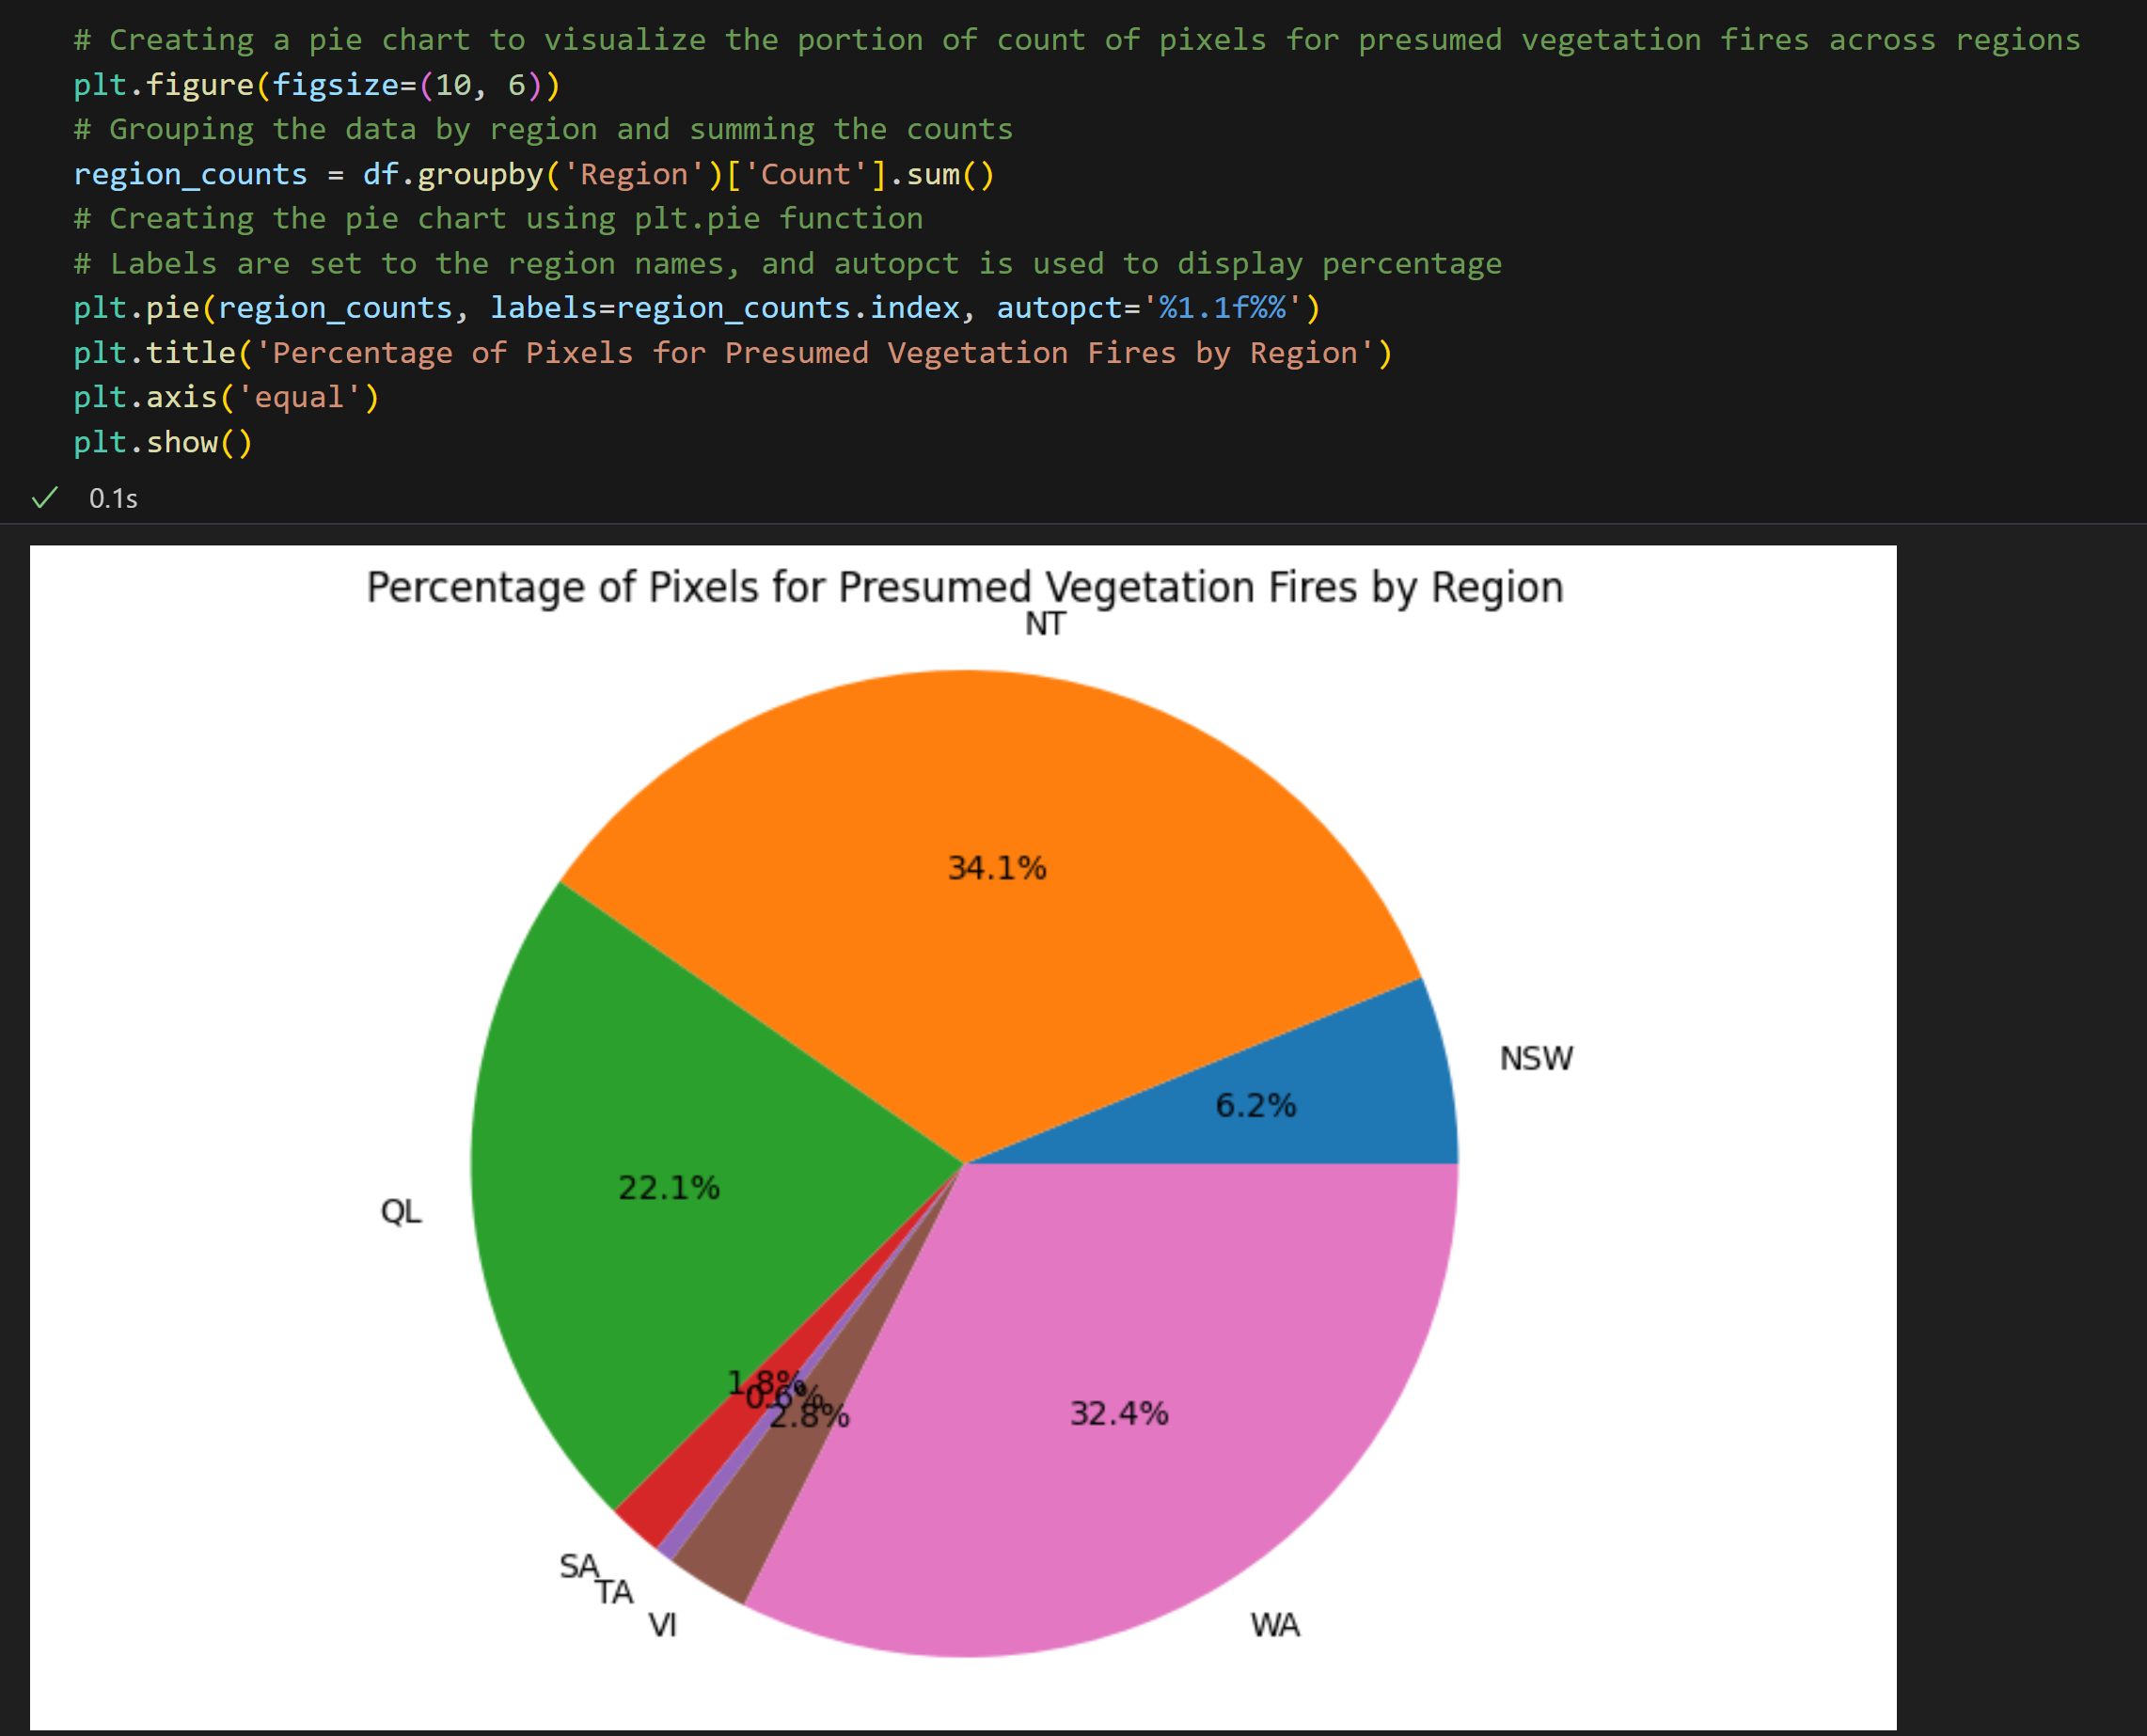 # Creating a pie chart to visualize the portion of count of pixels for presumed vegetation fires across regions
plt.figure(figsize=(10, 6))
# Grouping the data by region and summing the counts
region_counts = df.groupby('Region')['Count'].sum()
# Creating the pie chart using plt.pie function
# Labels are set to the region names, and autopct is used to display percentage
plt.pie(region_counts, labels=region_counts.index, autopct='%1.1f%%')
plt.title('Percentage of Pixels for Presumed Vegetation Fires by Region')
plt.axis('equal')
plt.show()
0.1s
Percentage of Pixels for Presumed Vegetation Fires by Region
NT
34.1%
NSW
6.2%
22.1%
QL
1.8%
0.6%
2.8%
32.4%
SA
TA
VI
WA